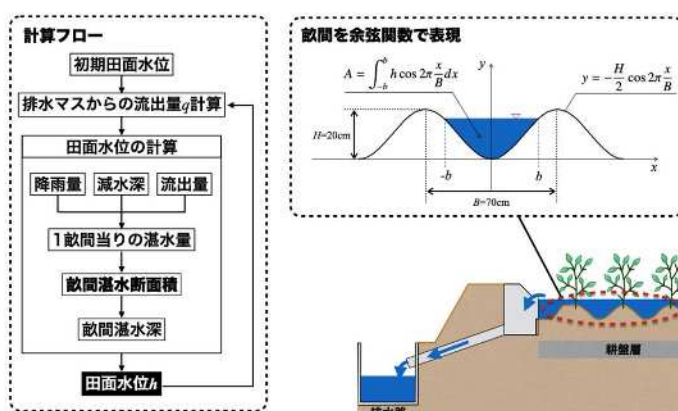 計算フロー
初期田面水位
排水マスからの流出量q計算
田面水位の計算
降雨量 減水深 流出量
1畝間当りの湛水量
畝間湛水断面積
畝間湛水深
田面水位h
畝間を余弦関数で表現
A = ∫_{-b}^{b} h cos 2π x/B dx
y
y = -H/2 cos 2π x/B
H=20cm
-b
b
x
B=70cm
耕盤層
排水路